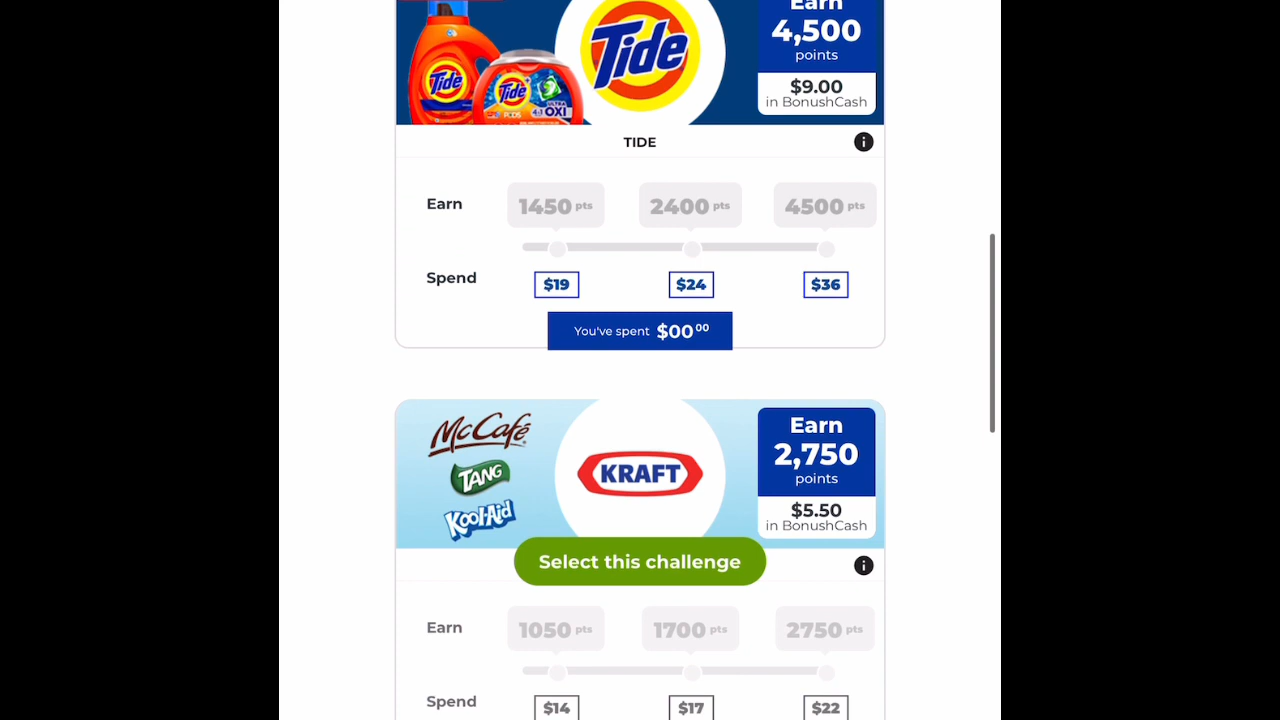 Earn
4,500
points
$9.00
in BonushCash
Tide
Tide
Tide
ULTRA
OXI
4in1
PODS
TIDE
i
Earn
1450 pts
2400 pts
4500 pts
Spend
$19
$24
$36
You've spent $00 00
McCafé
TANG
Kool-Aid
KRAFT
Earn
2,750
points
$5.50
in BonushCash
Select this challenge
i
Earn
1050 pts
1700 pts
2750 pts
Spend
$14
$17
$22